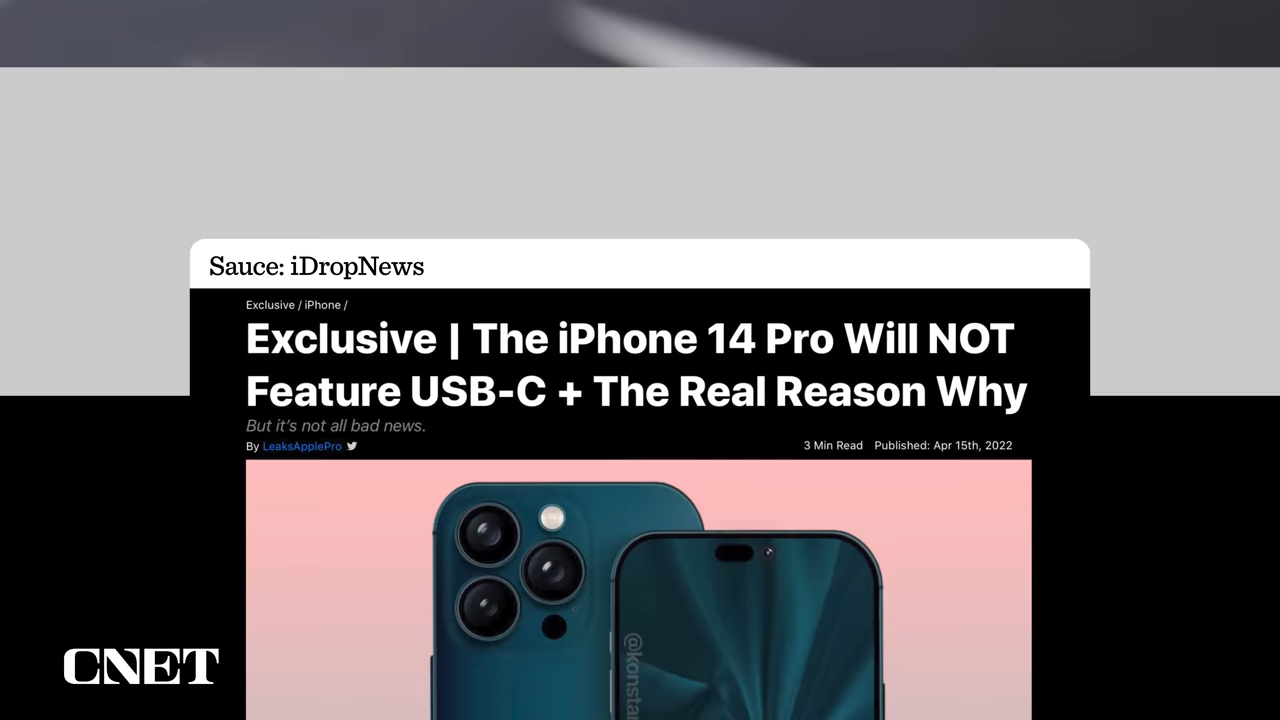 Sauce: iDropNews
Exclusive / iPhone /
Exclusive | The iPhone 14 Pro Will NOT
Feature USB-C + The Real Reason Why
But it's not all bad news.
By LeaksApplePro
3 Min Read Published: Apr 15th, 2022
@konstan
CNET